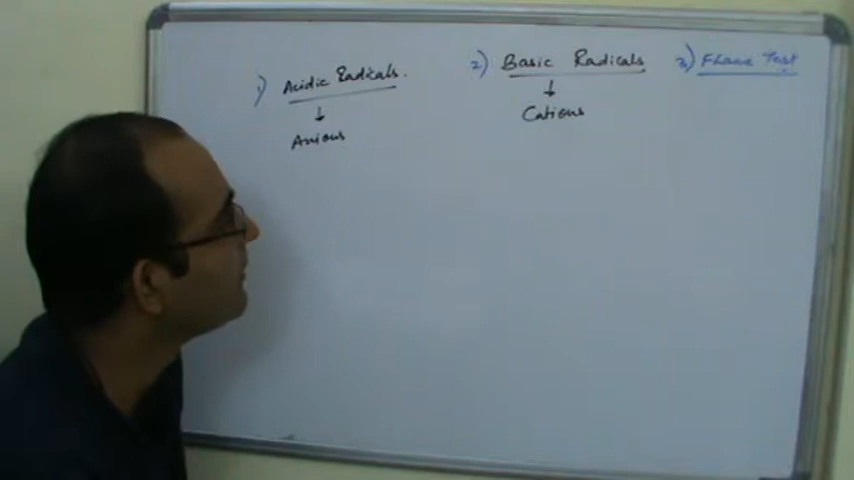 1) Acidic Radicals.
↓
Anions
2) Basic Radicals
↓
Cations
3) Flame Test